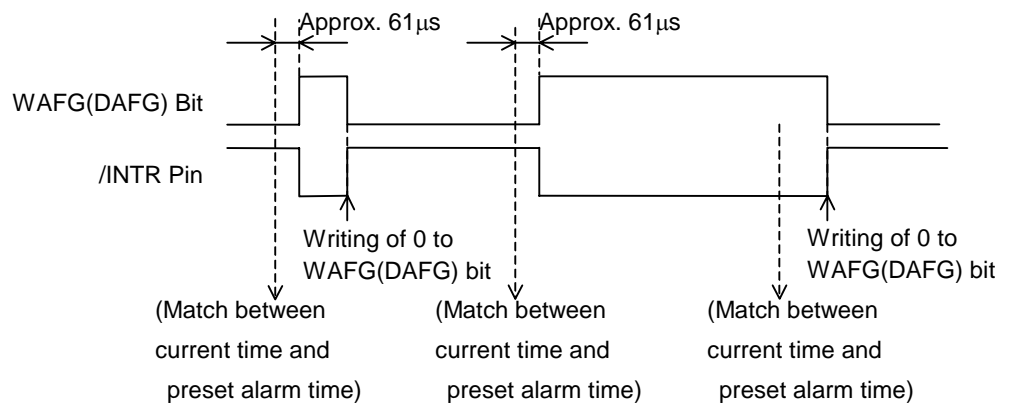 Approx. 61μs
Approx. 61μs
WAFG(DAFG) Bit
/INTR Pin
Writing of 0 to
WAFG(DAFG) bit
Writing of 0 to
WAFG(DAFG) bit
(Match between
current time and
preset alarm time)
(Match between
current time and
preset alarm time)
(Match between
current time and
preset alarm time)